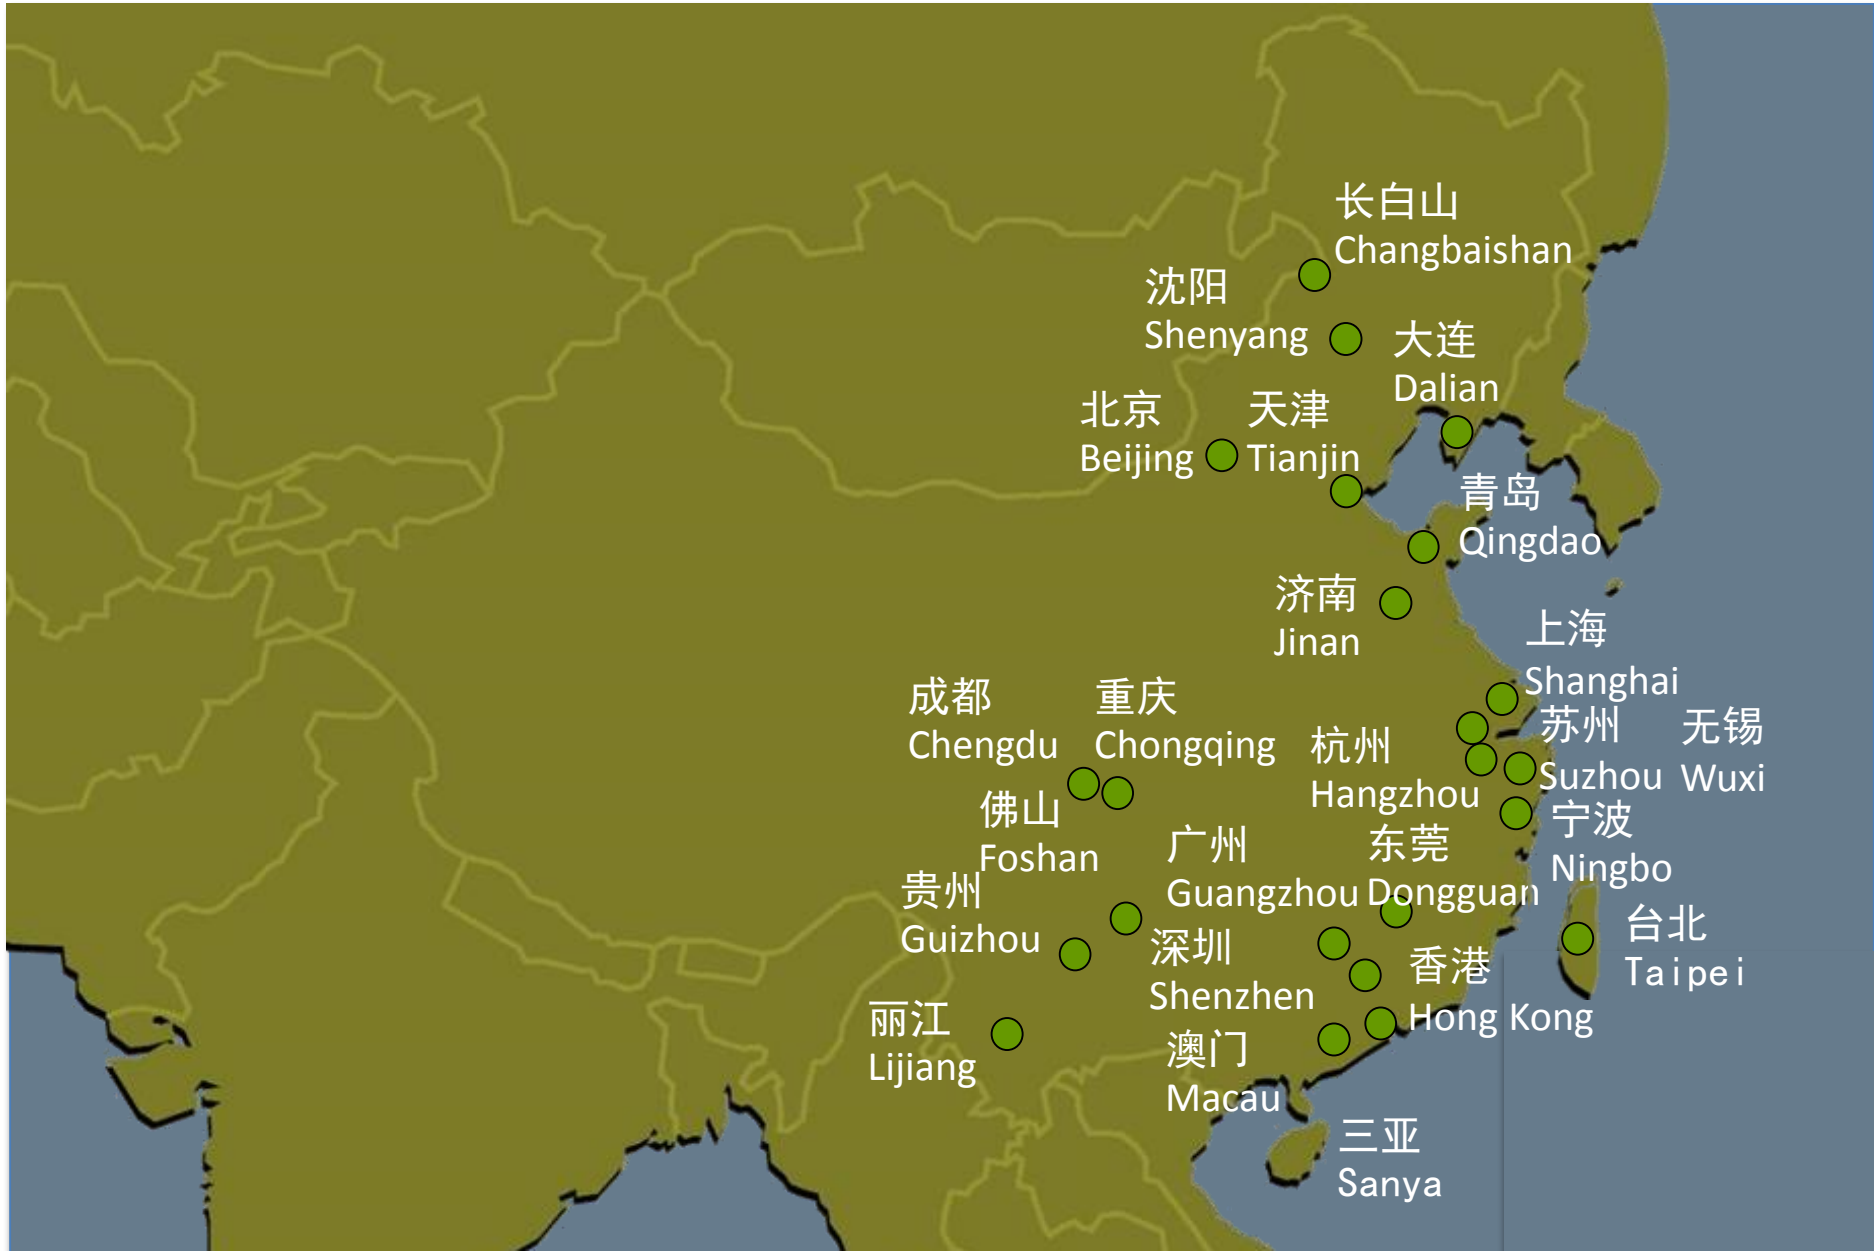 长白山
Changbaishan
沈阳
Shenyang
大连
Dalian
北京
Beijing
天津
Tianjin
青岛
Qingdao
济南
Jinan
上海
Shanghai
成都
Chengdu
重庆
Chongqing
杭州
Hangzhou
苏州
Suzhou
无锡
Wuxi
佛山
Foshan
宁波
Ningbo
广州
Guangzhou
东莞
Dongguan
贵州
Guizhou
台北
Taipei
深圳
Shenzhen
香港
Hong Kong
丽江
Lijiang
澳门
Macau
三亚
Sanya